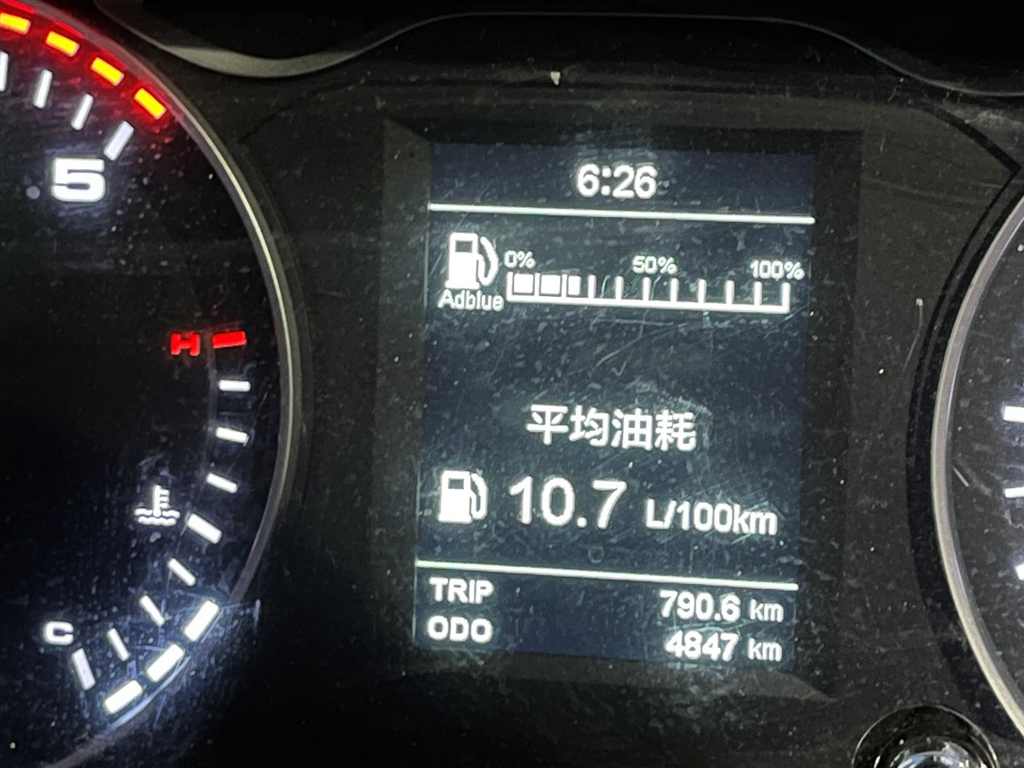 5
6:26
0% 50% 100%
Adblue
H
平均油耗
10.7 L/100km
TRIP 790.6 km
C
ODO 4847 km